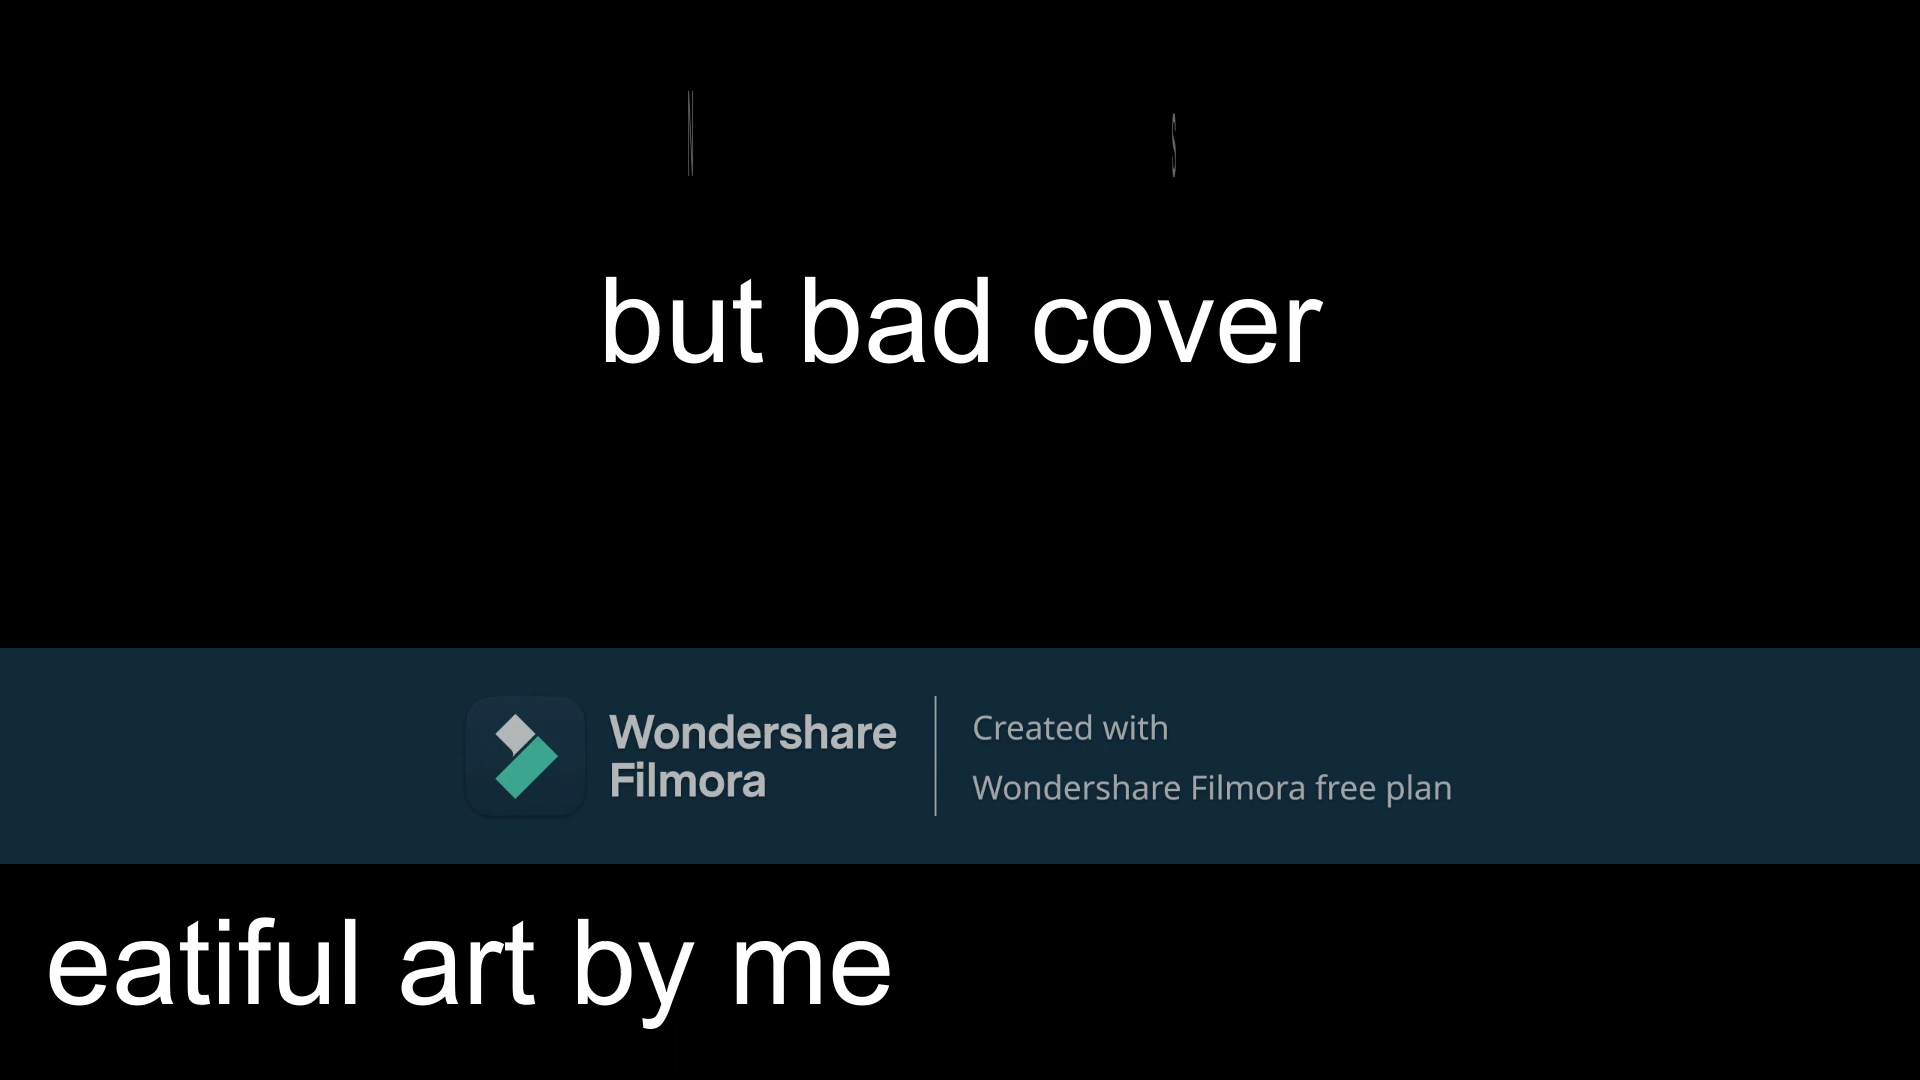 N s
but bad cover
Wondershare
Filmora
Created with
Wondershare Filmora free plan
eatiful art by me